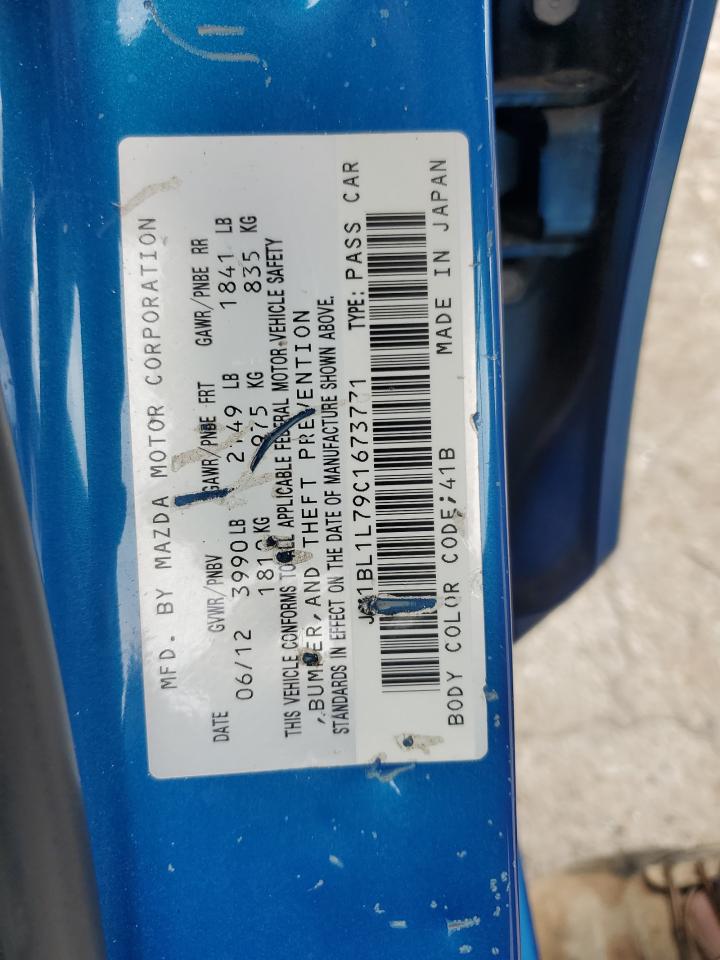 MFD. BY MAZDA MOTOR CORPORATION
DATE GVWR/PNBV GAWR/PNBE FRT GAWR/PNBE RR
06/12 3990 LB LB 1841 LB
KG 975 KG 835 KG
THIS VEHICLE CONFORMS TO ALL APPLICABLE FEDERAL MOTOR VEHICLE SAFETY
,BUMPER, AND THEFT PREVENTION
STANDARDS IN EFFECT ON THE DATE OF MANUFACTURE SHOWN ABOVE.
TYPE: PASS CAR
BODY COLOR CODE; 41B MADE IN JAPAN